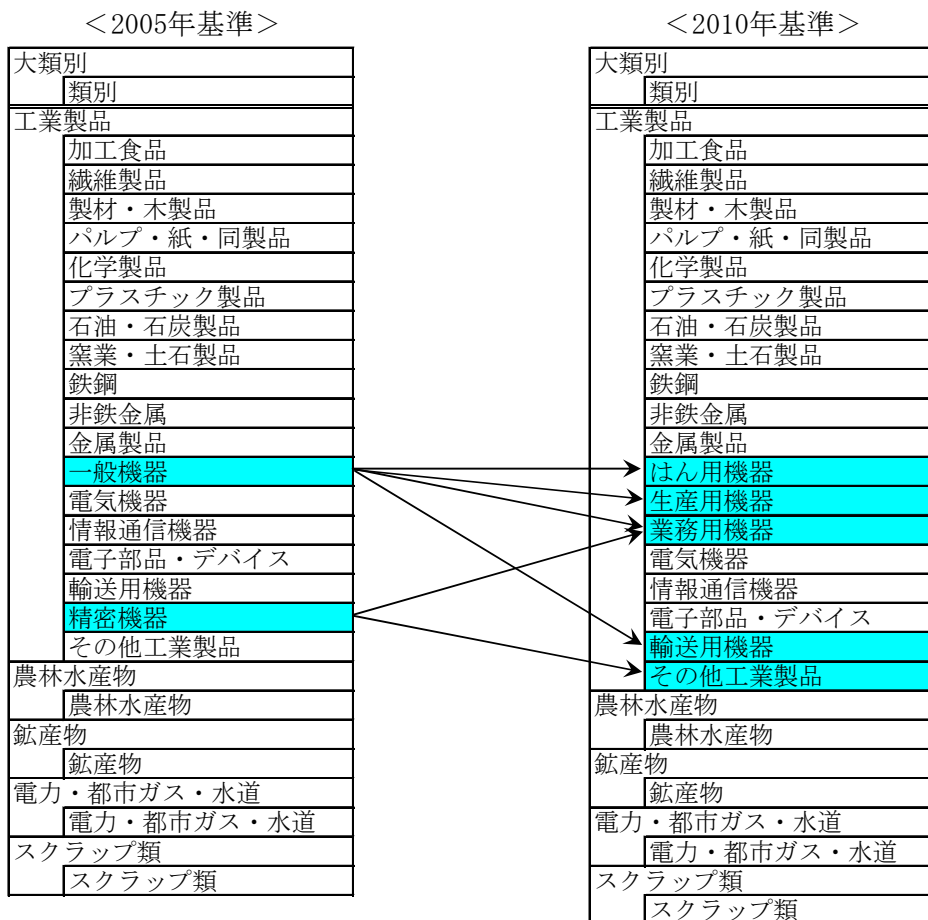 <2005年基準>
大類別
類別
工業製品
加工食品
繊維製品
製材・木製品
パルプ・紙・同製品
化学製品
プラスチック製品
石油・石炭製品
窯業・土石製品
鉄鋼
非鉄金属
金属製品
一般機器
電気機器
情報通信機器
電子部品・デバイス
輸送用機器
精密機器
その他工業製品
農林水産物
農林水産物
鉱産物
鉱産物
電力・都市ガス・水道
電力・都市ガス・水道
スクラップ類
スクラップ類
<2010年基準>
大類別
類別
工業製品
加工食品
繊維製品
製材・木製品
パルプ・紙・同製品
化学製品
プラスチック製品
石油・石炭製品
窯業・土石製品
鉄鋼
非鉄金属
金属製品
はん用機器
生産用機器
業務用機器
電気機器
情報通信機器
電子部品・デバイス
輸送用機器
その他工業製品
農林水産物
農林水産物
鉱産物
鉱産物
電力・都市ガス・水道
電力・都市ガス・水道
スクラップ類
スクラップ類